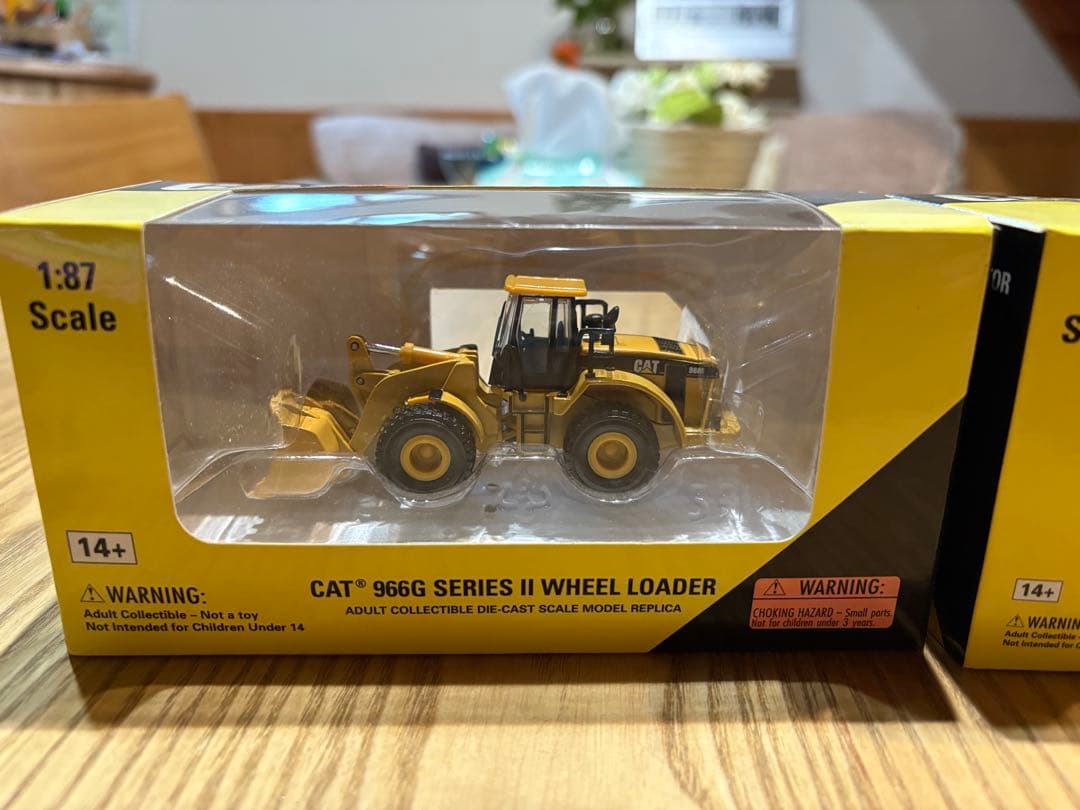 1:87
Scale
CAT
14+
WARNING:
Adult Collectible – Not a toy
Not Intended for Children Under 14
CAT® 966G SERIES II WHEEL LOADER
ADULT COLLECTIBLE DIE-CAST SCALE MODEL REPLICA
WARNING:
CHOKING HAZARD – Small parts.
Not for children under 3 years.
OR
S
14+
WARNIN
Adult Collectible
Not Intended for